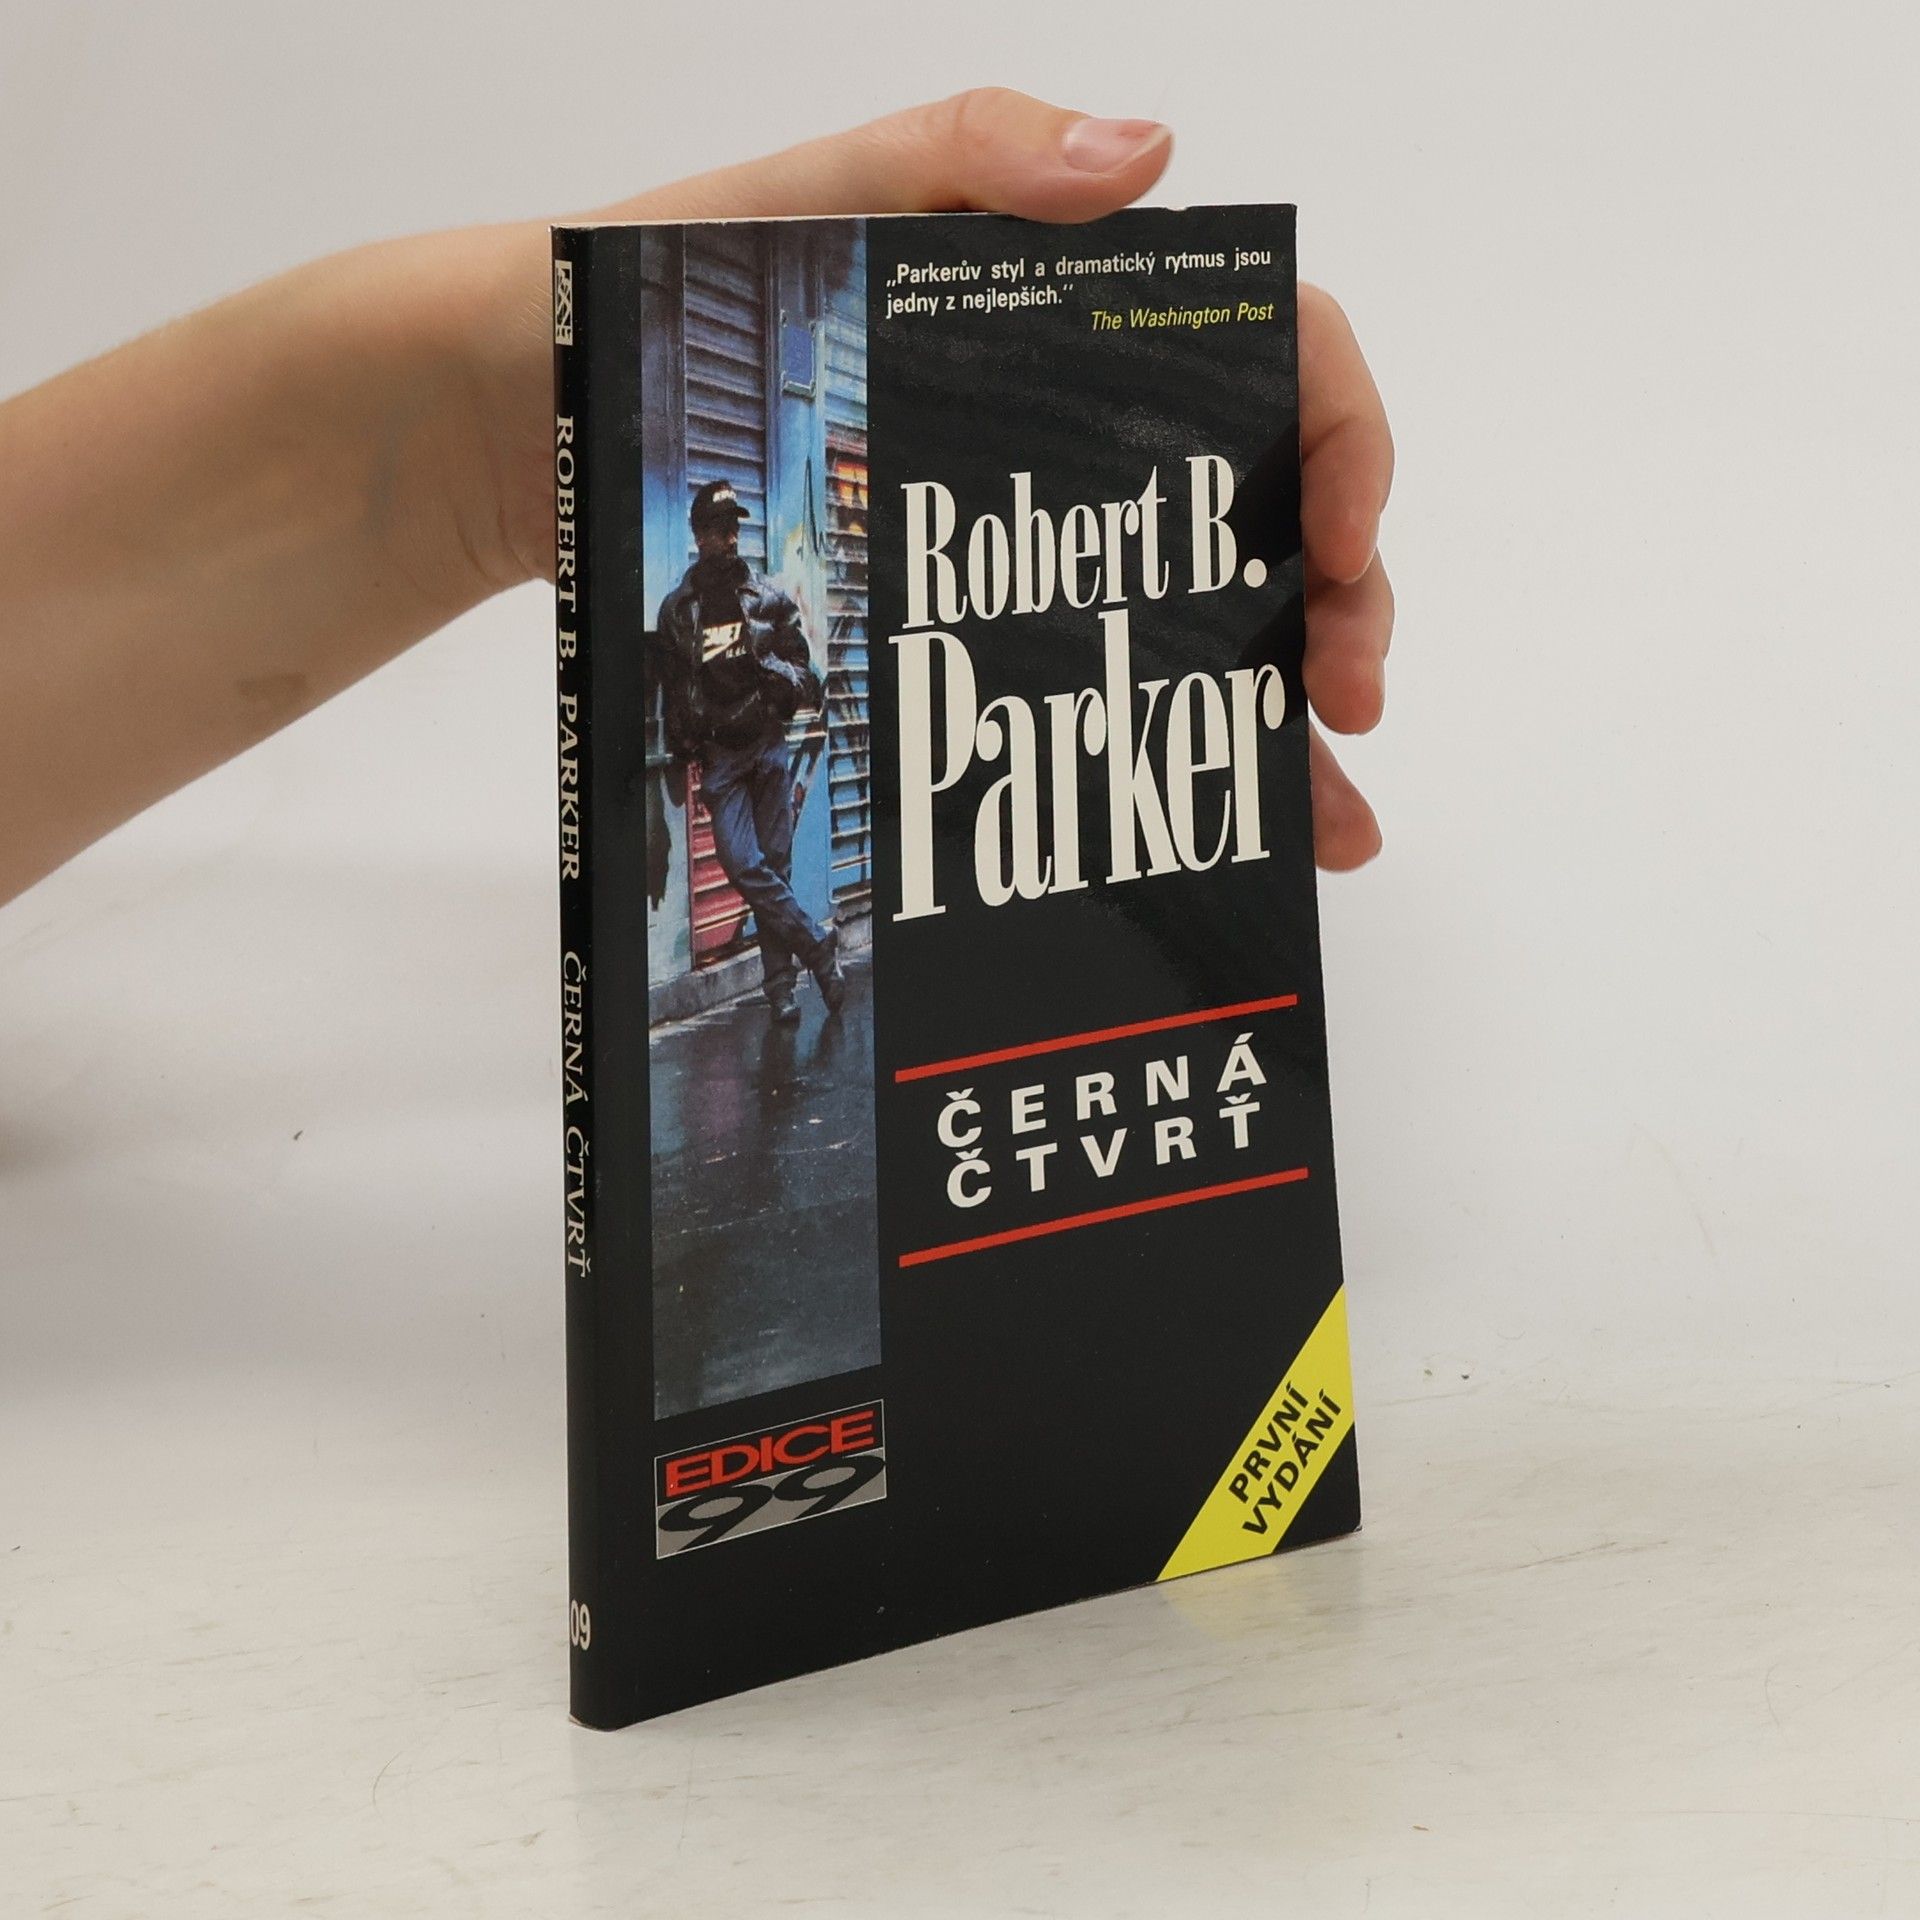 „Parkerův styl a dramatický rytmus jsou
jedny z nejlepších.“
The Washington Post
Robert B.
Parker
ČERNÁ
ČTVRŤ
PRVNÍ
VYDÁNÍ
EDICE
99
ROBERT B. PARKER ČERNÁ ČTVRŤ
09